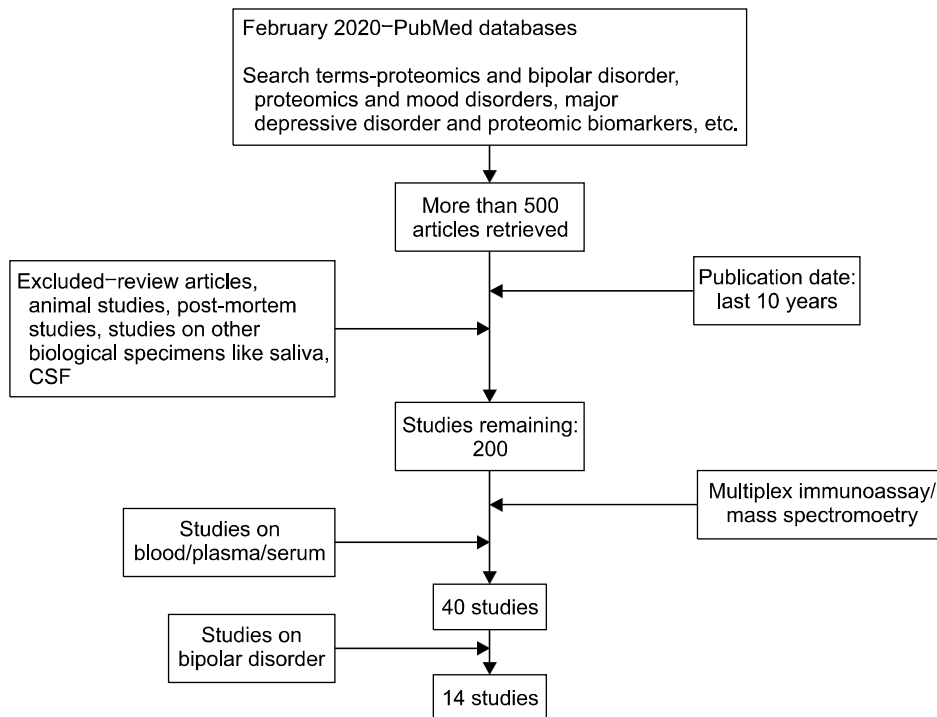 February 2020–PubMed databases
Search terms-proteomics and bipolar disorder,
proteomics and mood disorders, major
depressive disorder and proteomic biomarkers, etc.
More than 500
articles retrieved
Excluded–review articles,
animal studies, post-mortem
studies, studies on other
biological specimens like saliva,
CSF
Publication date:
last 10 years
Studies remaining:
200
Multiplex immunoassay/
mass spectromoetry
Studies on
blood/plasma/serum
40 studies
Studies on
bipolar disorder
14 studies